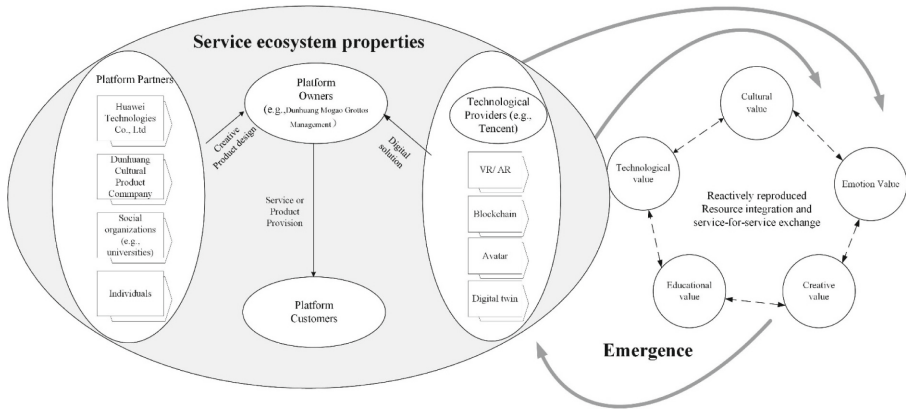 Service ecosystem properties
Platform Partners
Huawei
Technologies
Co., Ltd
Dunhuang
Cultural
Product
Commpany
Social
organizations
(e.g.,
universities)
Individuals
Creative
Product design
Platform
Owners
(e.g.,Dunhuang Mogao Grottos
Management）
Digital
solution
Service or
Product
Provision
Platform
Customers
Technological
Providers (e.g.,
Tencent)
VR/ AR
Blockchain
Avatar
Digital twin
Cultural
value
Technological
value
Emotion Value
Reactively reproduced
Resource integration and
service-for-service exchange
Educational
value
Creative
value
Emergence